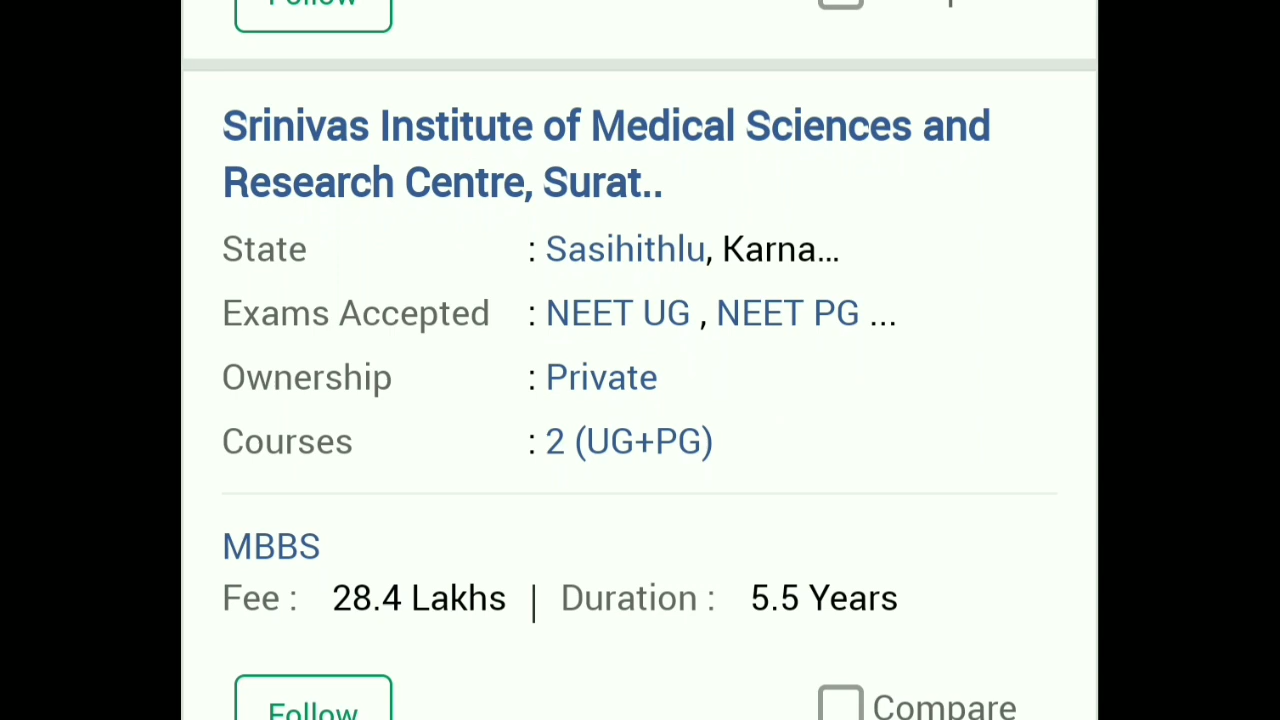 Follow
Srinivas Institute of Medical Sciences and
Research Centre, Surat..
State : Sasihithlu, Karna...
Exams Accepted : NEET UG , NEET PG ...
Ownership : Private
Courses : 2 (UG+PG)
MBBS
Fee : 28.4 Lakhs | Duration : 5.5 Years
Follow Compare